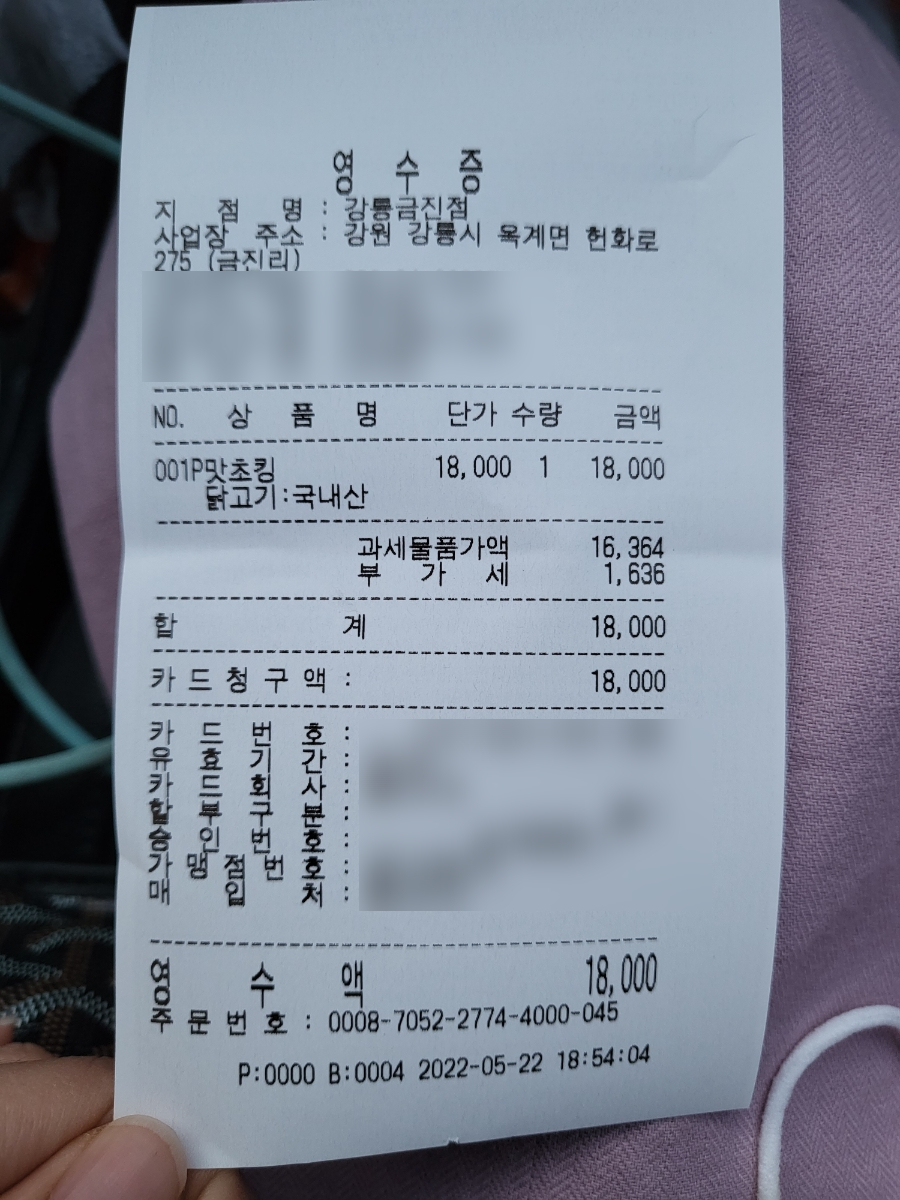 영 수 증
지 점 명 : 강릉금진점
사업장 주소 : 강원 강릉시 옥계면 헌화로
275 (금진리)
NO. 상 품 명 단가 수량 금액
001P맛초킹 18,000 1 18,000
닭고기:국내산
과세물품가액 16,364
부 가 세 1,636
합 계 18,000
카 드 청 구 액 : 18,000
카 드 번 호 :
유 효 기 간 :
카 드 회 사 :
할 부 구 분 :
승 인 번 호 :
가 맹 점 번 호 :
매 입 처 :
영 수 액 18,000
주 문 번 호 : 0008-7052-2774-4000-045
P:0000 B:0004 2022-05-22 18:54:04